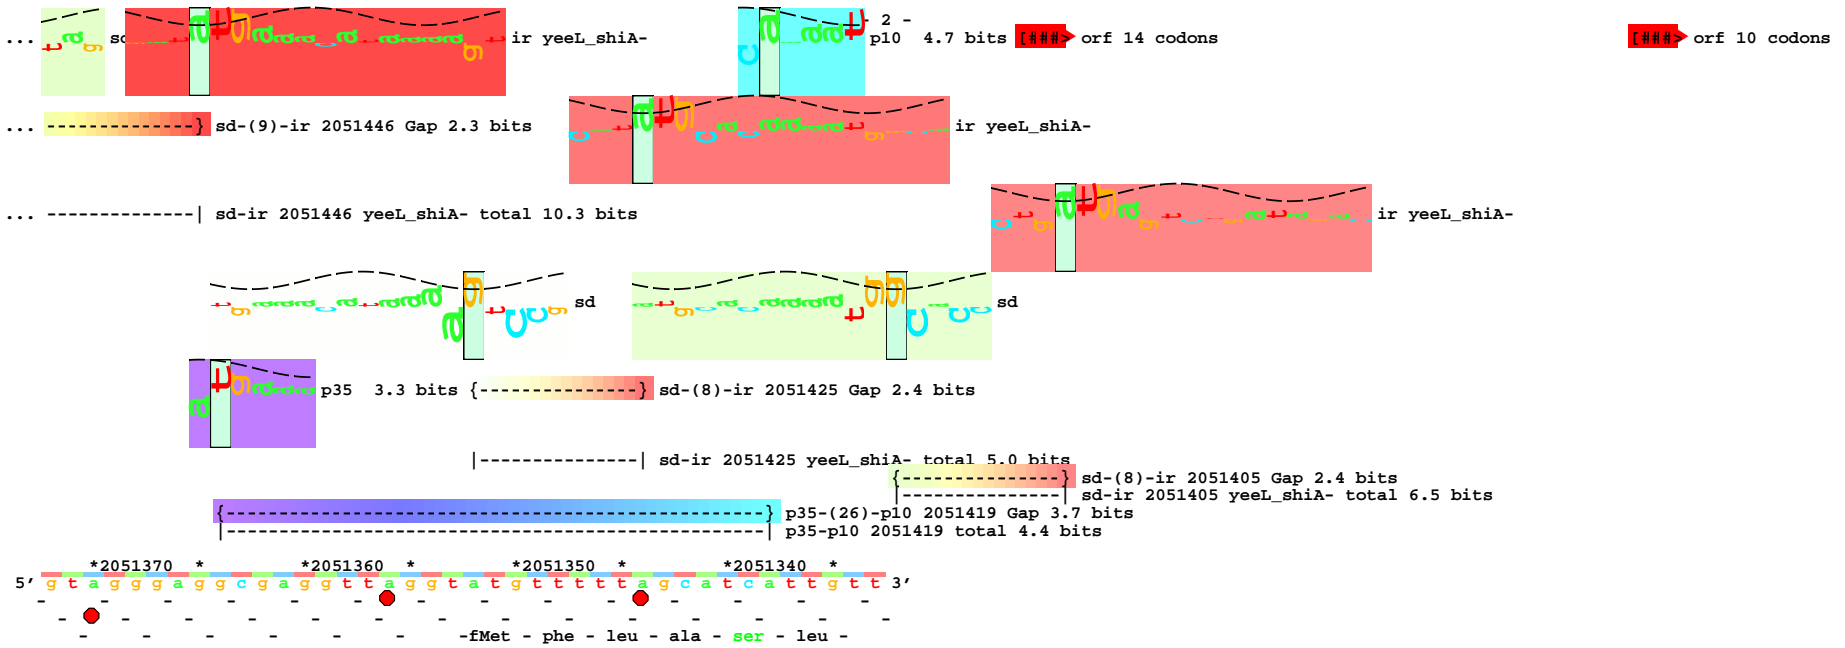 - 2 -
... t a g sd a t g a a a c a t a a a a g t ir yeeL_shiA- c a a a t p10 4.7 bits [###> orf 14 codons [###> orf 10 codons
... ---------------} sd-(9)-ir 2051446 Gap 2.3 bits ir yeeL_shiA-
... --------------| sd-ir 2051446 yeeL_shiA- total 10.3 bits ir yeeL_shiA-
t g a a a c a t a a a a g t c c g sd a t g c a c a a a a t g g c a c c sd
a t g a a a a p35 3.3 bits {---------------} sd-(8)-ir 2051425 Gap 2.4 bits
|---------------| sd-ir 2051425 yeeL_shiA- total 5.0 bits
{---------------} sd-(8)-ir 2051405 Gap 2.4 bits
|---------------| sd-ir 2051405 yeeL_shiA- total 6.5 bits
{---------------------------------------------------} p35-(26)-p10 2051419 Gap 3.7 bits
|---------------------------------------------------| p35-p10 2051419 total 4.4 bits
*2051370 * *2051360 * *2051350 * *2051340 *
5' g t a g g g a g g c g a g g t t a g g t a t g t t t t t a g c a t c a t t g t t 3'
- - - - - - - - - - - -
- - - - - - - - - - - - -
- - - - - - -fMet - phe - leu - ala - ser - leu -